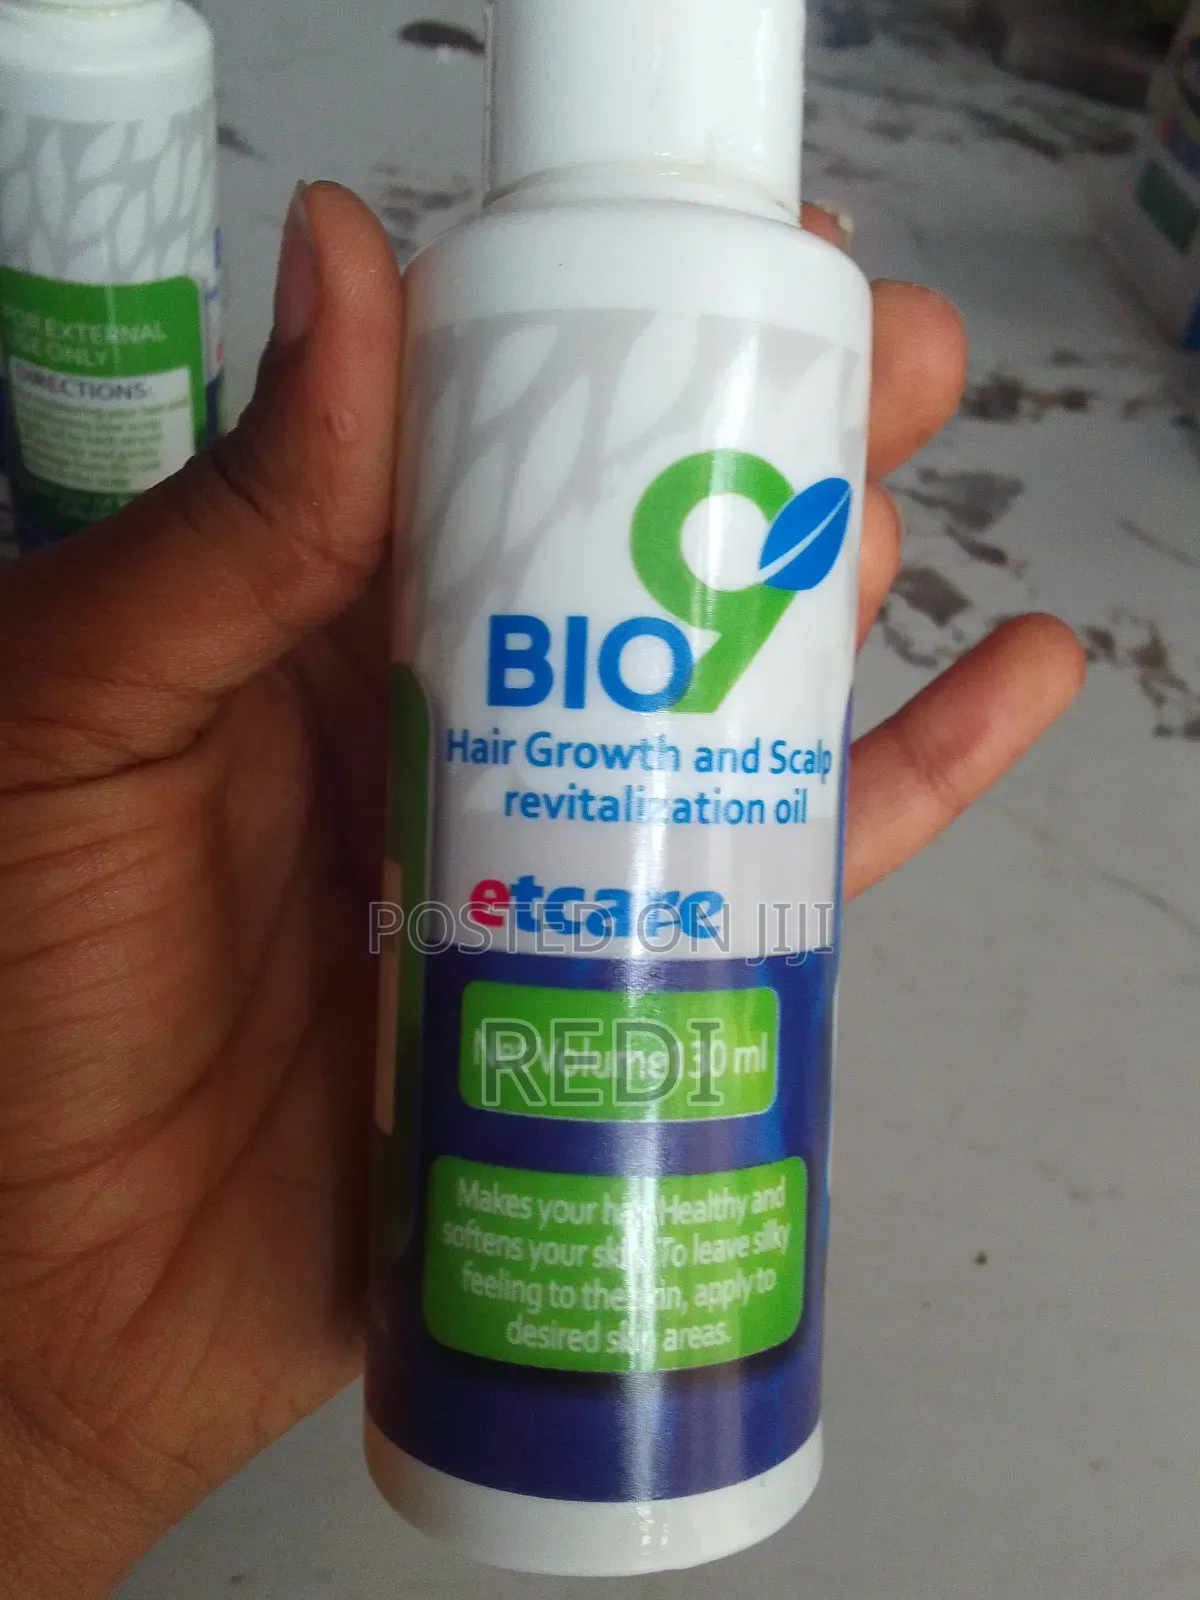 BIO9
Hair Growth and Scalp
revitalization oil
etcare
POSTED ON JIJI
REDI
Net Volume 130 ml
Makes your hair Healthy and
softens your skin. To leave silky
feeling to the skin, apply to
desired skin areas.
FOR EXTERNAL
USE ONLY
DIRECTIONS: